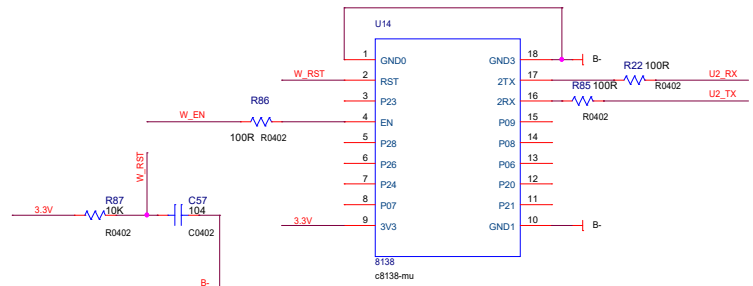 U14
1 GND0 GND3 18 B-
W_RST 2 RST 2TX 17 R22 100R R0402 U2_RX
3 P23 2RX 16 R85 100R R0402 U2_TX
W_EN R86 100R R0402 4 EN P09 15
5 P28 P08 14
6 P26 P06 13
7 P24 P20 12
8 P07 P21 11
3.3V 9 3V3 GND1 10 B-
8138
c8138-mu
W_RST
3.3V R87 10K R0402 C57 104 C0402
B-